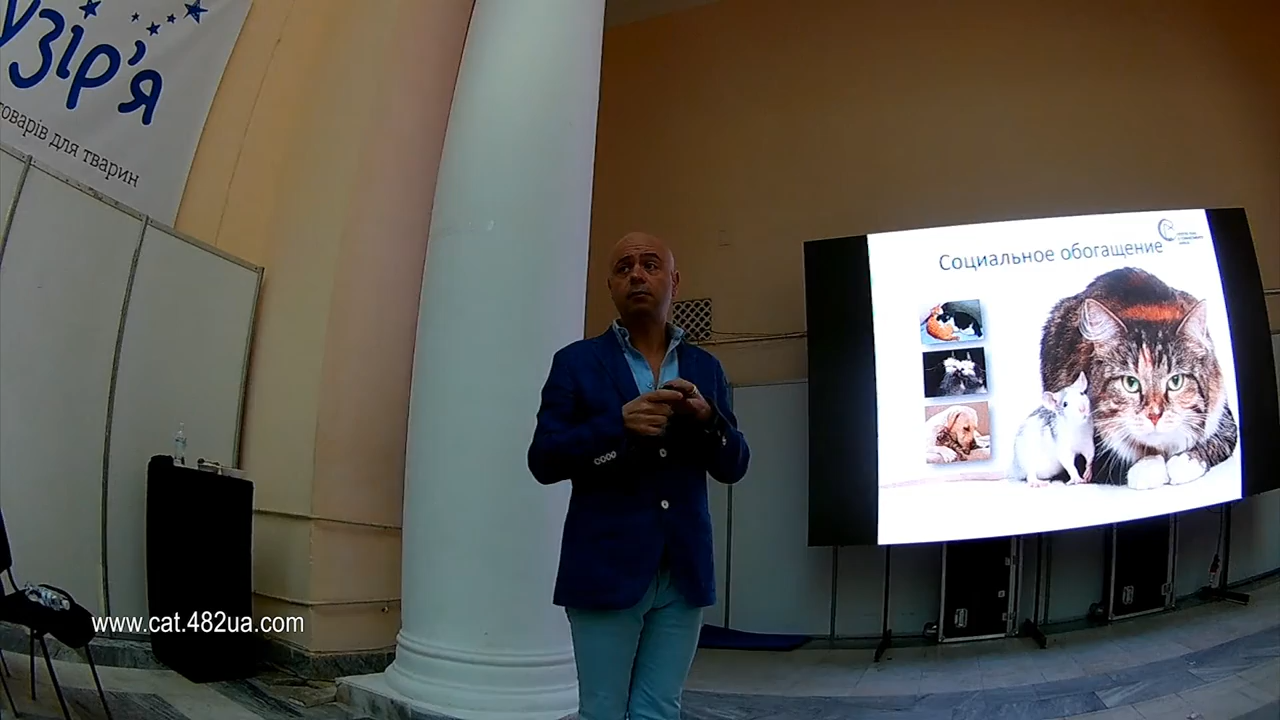 узір'я
товарів для тварин
Социальное обогащение
www.cat.482ua.com